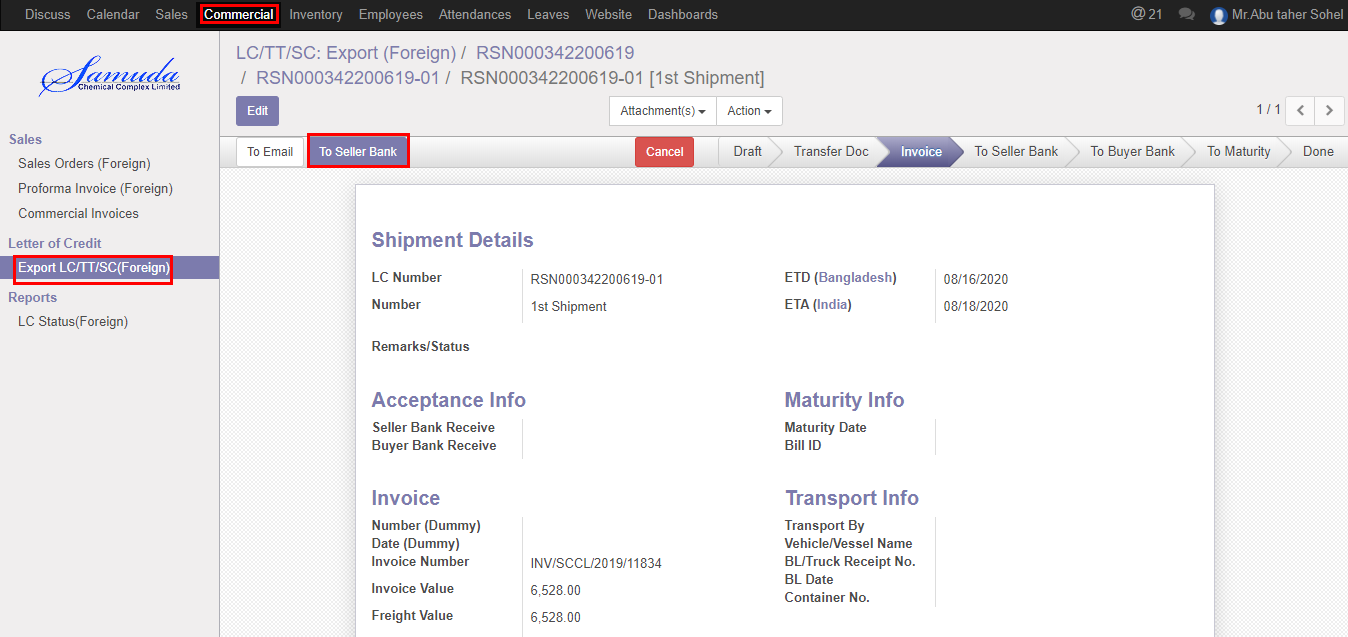 Discuss Calendar Sales Commercial Inventory Employees Attendances Leaves Website Dashboards @ 21 Mr.Abu taher Sohel
Samuda
Chemical Complex Limited
Sales
Sales Orders (Foreign)
Proforma Invoice (Foreign)
Commercial Invoices
Letter of Credit
Export LC/TT/SC(Foreign)
Reports
LC Status(Foreign)
LC/TT/SC: Export (Foreign) / RSN000342200619
/ RSN000342200619-01 / RSN000342200619-01 [1st Shipment]
Edit Attachment(s) Action 1 / 1
To Email To Seller Bank Cancel Draft Transfer Doc Invoice To Seller Bank To Buyer Bank To Maturity Done
Shipment Details
LC Number RSN000342200619-01 ETD (Bangladesh) 08/16/2020
Number 1st Shipment ETA (India) 08/18/2020
Remarks/Status
Acceptance Info Maturity Info
Seller Bank Receive Maturity Date
Buyer Bank Receive Bill ID
Invoice Transport Info
Number (Dummy) Transport By
Date (Dummy) Vehicle/Vessel Name
Invoice Number INV/SCCL/2019/11834 BL/Truck Receipt No.
BL Date
Invoice Value 6,528.00 Container No.
Freight Value 6,528.00